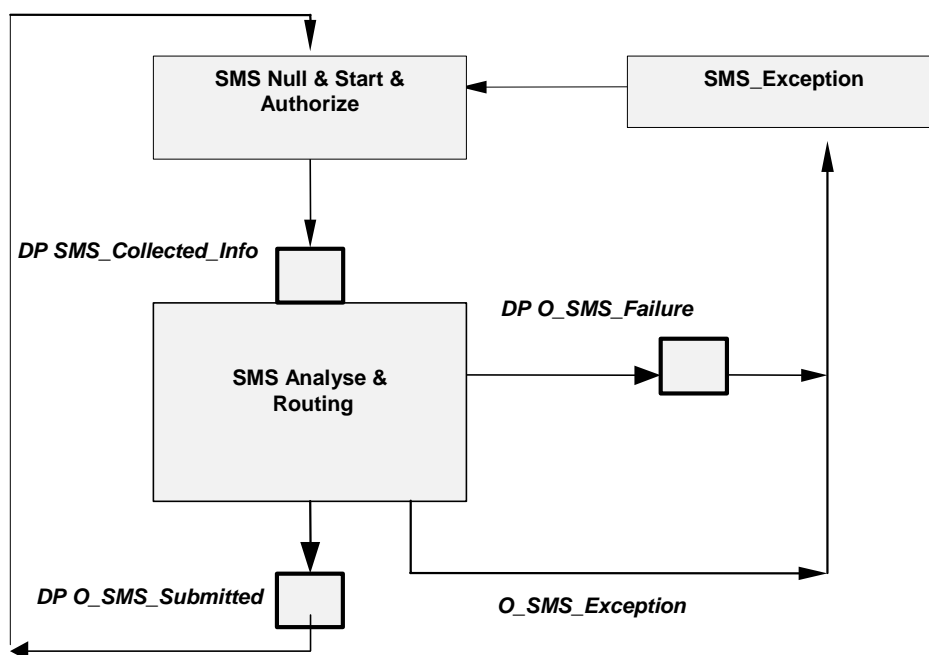 SMS Null & Start &
Authorize
SMS_Exception
DP SMS_Collected_Info
DP O_SMS_Failure
SMS Analyse &
Routing
DP O_SMS_Submitted
O_SMS_Exception